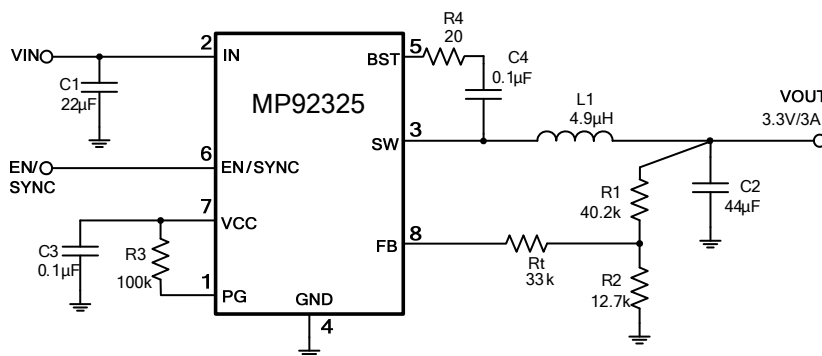 R4
20
2
5
C4
VIN
IN
BST
0.1µF
C1
22µF
MP92325
L1
4.9µH
VOUT
3.3V/3A
3
SW
6
EN/
SYNC
EN/SYNC
R1
40.2k
C2
44µF
7
VCC
8
FB
C3
0.1µF
R3
100k
Rt
33k
R2
12.7k
1
PG
GND
4